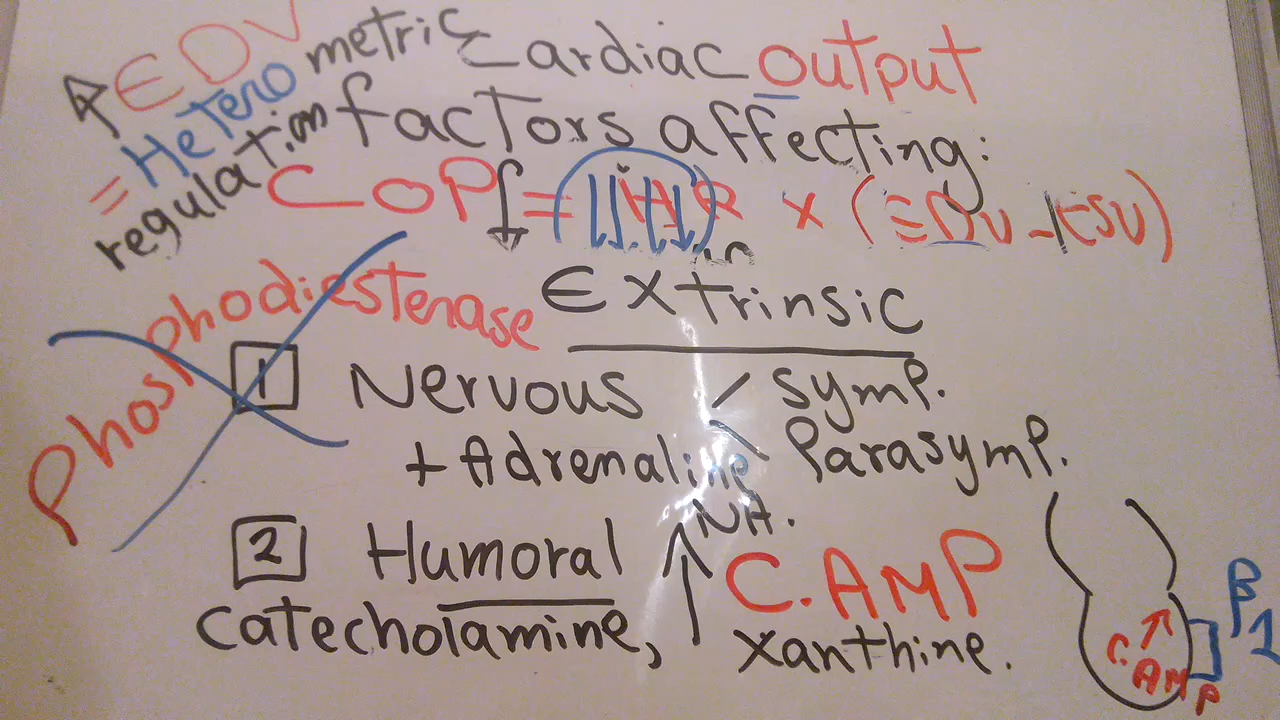 ↑ EDV
= Heterometric
regulation
Cardiac output
factors affecting:
COP ↓ = HR × (EDV - ESV)
Extrinsic
phosphodiestenase
1 Nervous symp.
Parasymp.
+ Adrenaline
NA.
2 Humoral ↑ C.AMP
catecholamine, xanthine.
β1
C.AMP